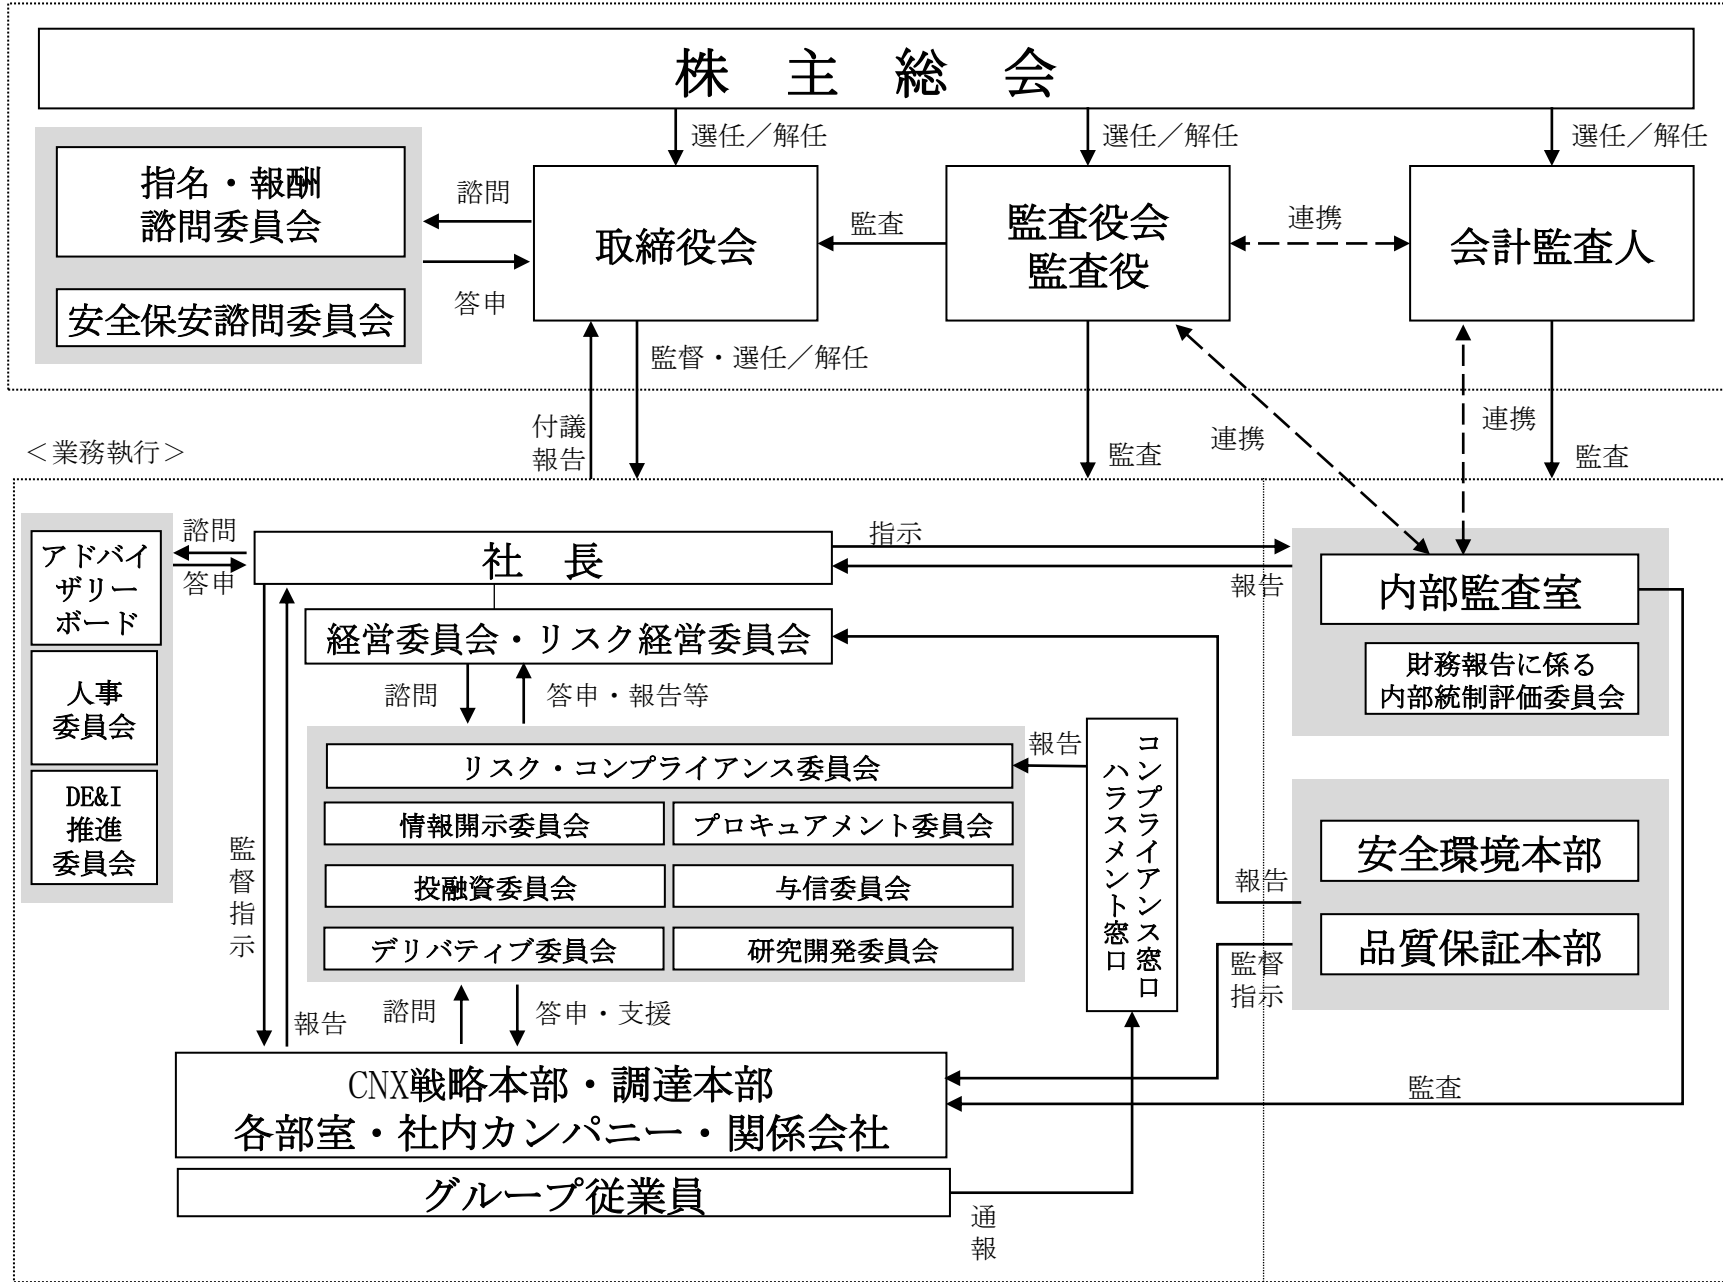 株　主　総　会
選任／解任
選任／解任
選任／解任
指名・報酬
諮問委員会
安全保安諮問委員会
諮問
答申
取締役会
監査
監査役会
監査役
連携
会計監査人
監督・選任／解任
付議
報告
監査
連携
連携
監査
＜業務執行＞
アドバイ
ザリー
ボード
人事
委員会
DE&I
推進
委員会
諮問
答申
社　長
指示
報告
内部監査室
財務報告に係る
内部統制評価委員会
経営委員会・リスク経営委員会
諮問
答申・報告等
リスク・コンプライアンス委員会
情報開示委員会
プロキュアメント委員会
投融資委員会
与信委員会
デリバティブ委員会
研究開発委員会
報告
コンプライアンス窓口
ハラスメント窓口
安全環境本部
品質保証本部
報告
監督
指示
監督指示
報告
諮問
答申・支援
監査
CNX戦略本部・調達本部
各部室・社内カンパニー・関係会社
グループ従業員
通報